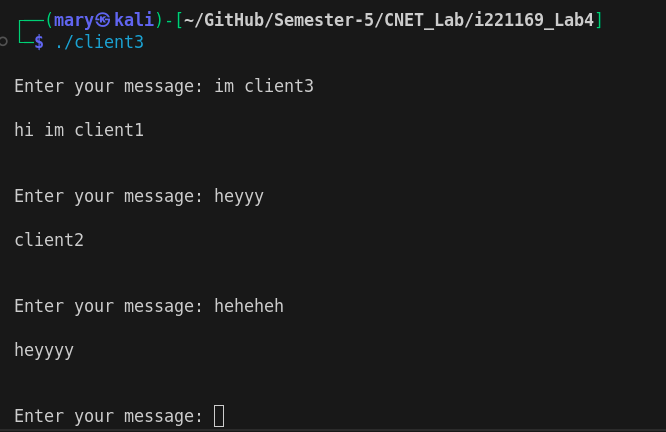 ┌──(mary㉿kali)-[~/GitHub/Semester-5/CNET_Lab/i221169_Lab4]
└─$ ./client3
Enter your message: im client3
hi im client1
Enter your message: heyyy
client2
Enter your message: heheheh
heyyyy
Enter your message: